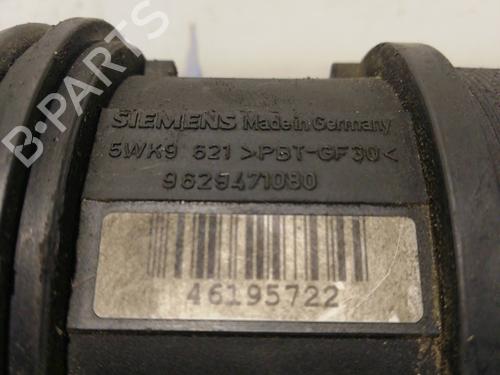 B-PARTS
SIEMENS Made in Germany
5WK9 621 >PBT-GF30<
9629471080
46195722